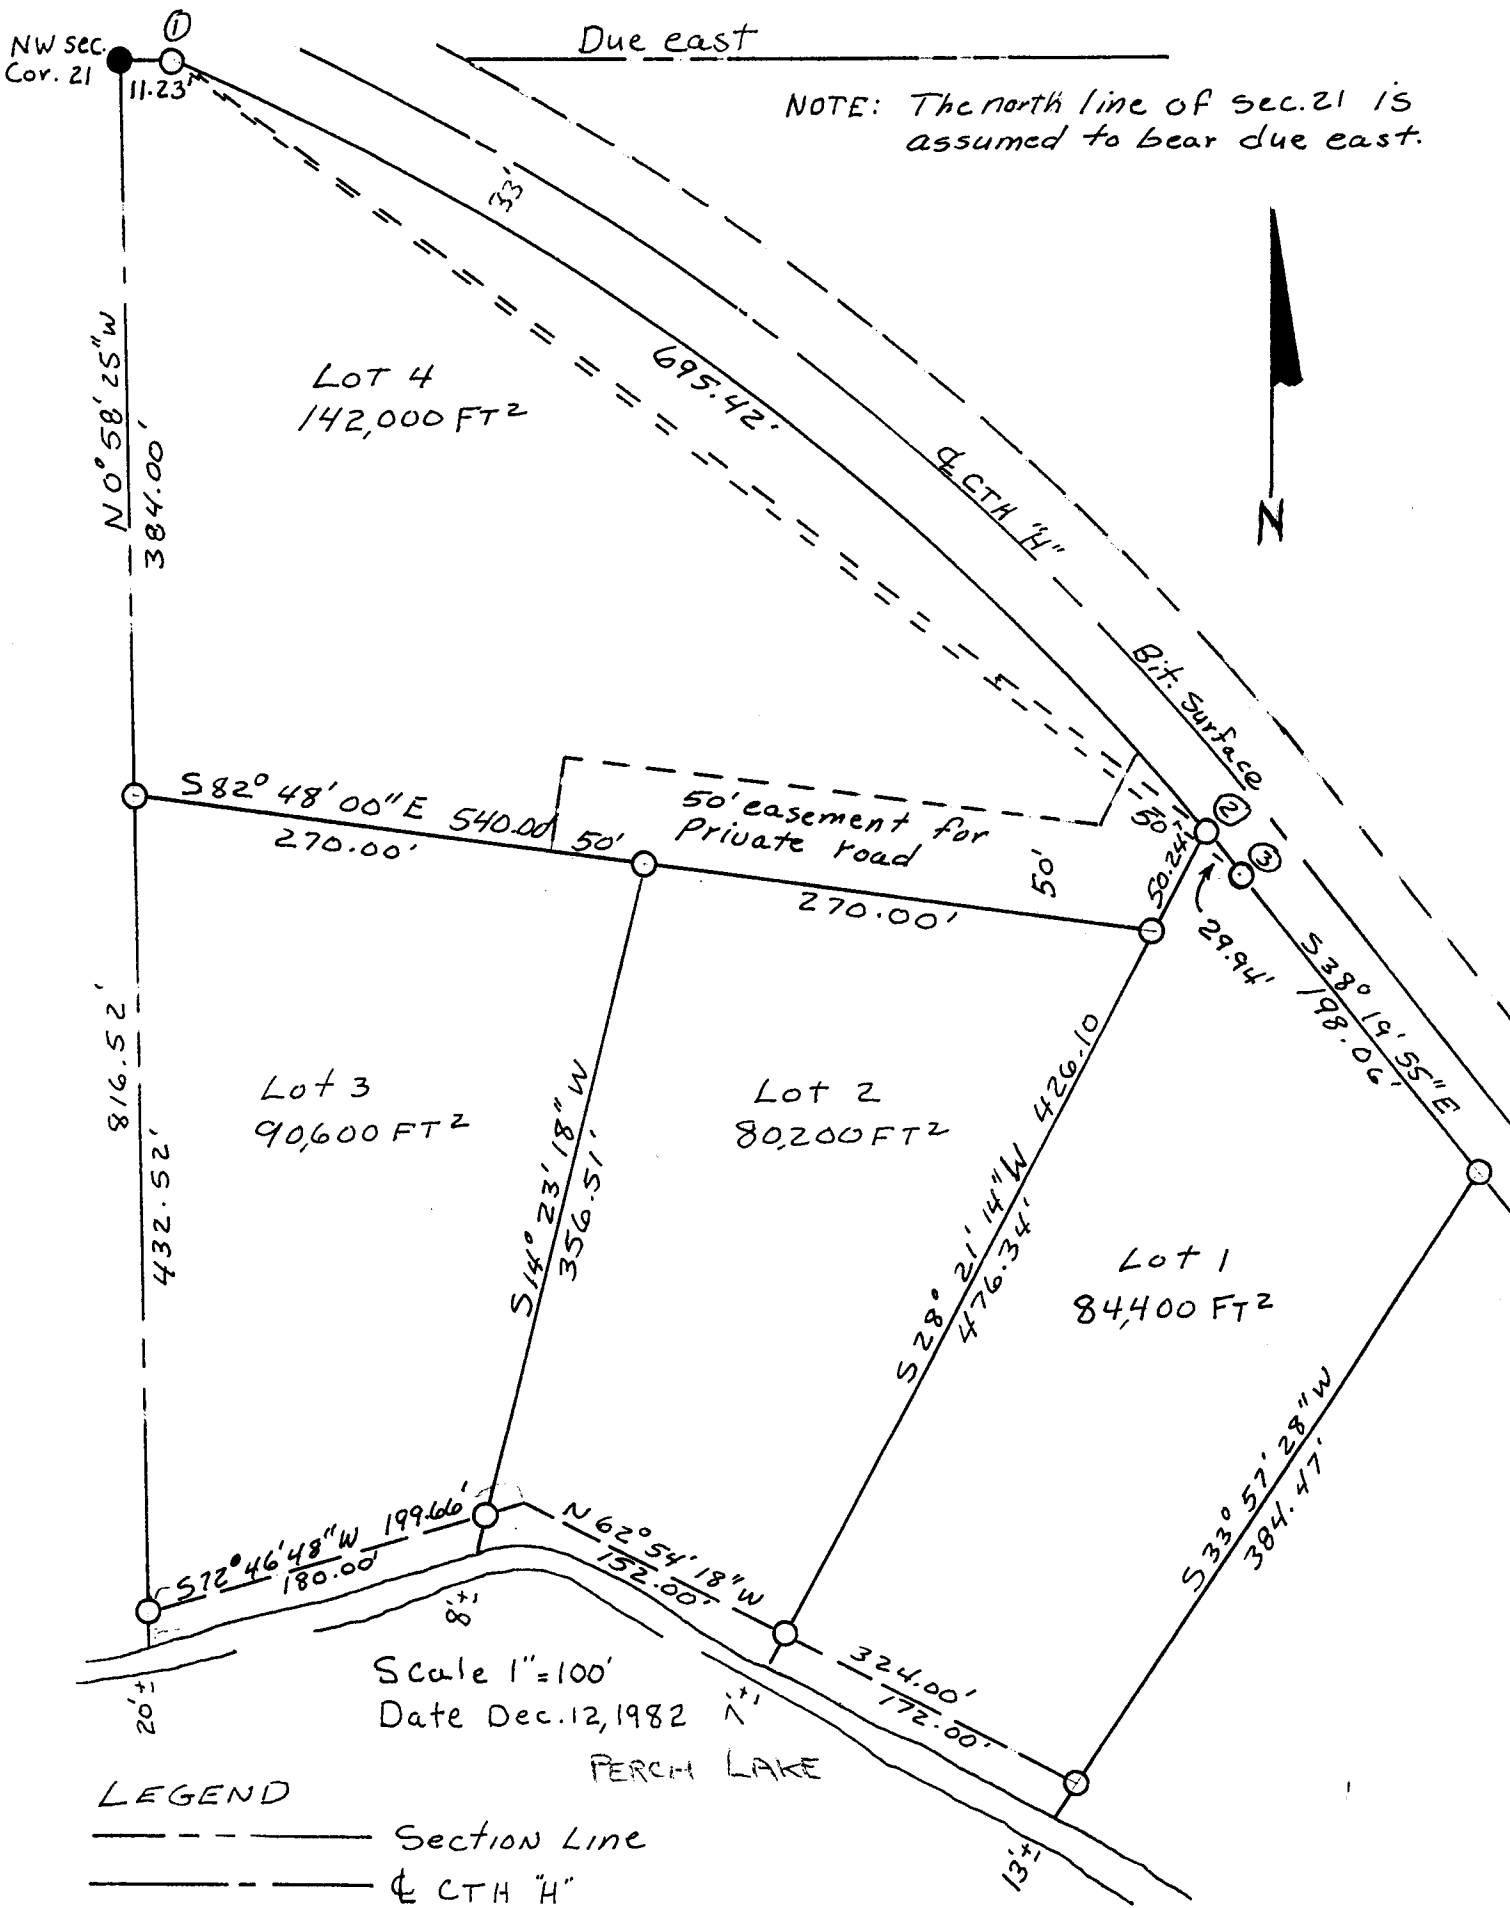 ①
NW sec.
Cor. 21
11.23'
Due east
NOTE: The north line of sec. 21 is
assumed to bear due east.
33'
N 0° 58' 25" W
384.00'
LOT 4
142,000 FT²
695.42'
℄ CTH "H"
Bit. Surface
N
S 82° 48' 00" E 540.00'
270.00'
50'
50' easement for
Private road
50'
50'
270.00'
②
③
50.24'
29.94'
S 38° 19' 55" E
198.06'
816.52'
432.52'
Lot 3
90,600 FT²
S 14° 23' 18" W
356.51'
Lot 2
80,200 FT²
426.10
S 28° 21' 14" W
476.34'
Lot 1
84,400 FT²
S 33° 57' 28" W
384.47'
S 72° 46' 48" W 199.66'
180.00'
N 62° 54' 18" W
152.00'
324.00'
172.00'
20'±
8'±
13'±
Scale 1"=100'
Date Dec. 12, 1982
PERCH LAKE
LEGEND
Section Line
℄ CTH "H"